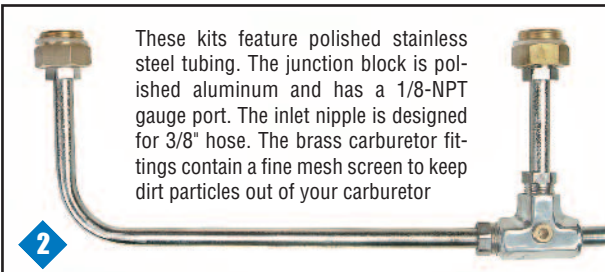 These kits feature polished stainless
steel tubing. The junction block is pol-
ished aluminum and has a 1/8-NPT
gauge port. The inlet nipple is designed
for 3/8" hose. The brass carburetor fit-
tings contain a fine mesh screen to keep
dirt particles out of your carburetor
2